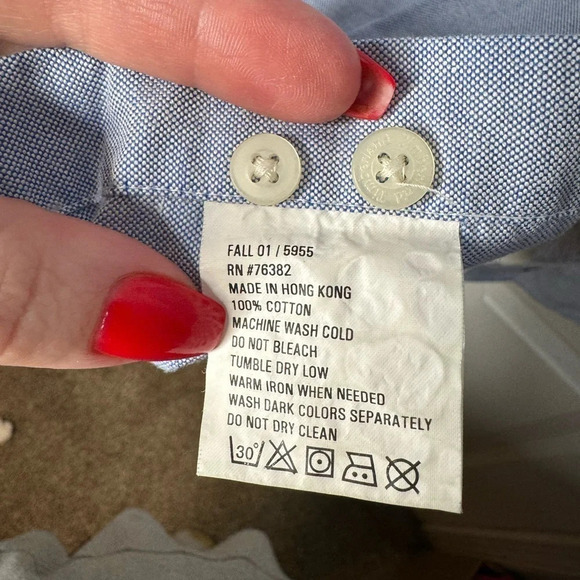 FALL 01 / 5955
RN #76382
MADE IN HONG KONG
100% COTTON
MACHINE WASH COLD
DO NOT BLEACH
TUMBLE DRY LOW
WARM IRON WHEN NEEDED
WASH DARK COLORS SEPARATELY
DO NOT DRY CLEAN
30°